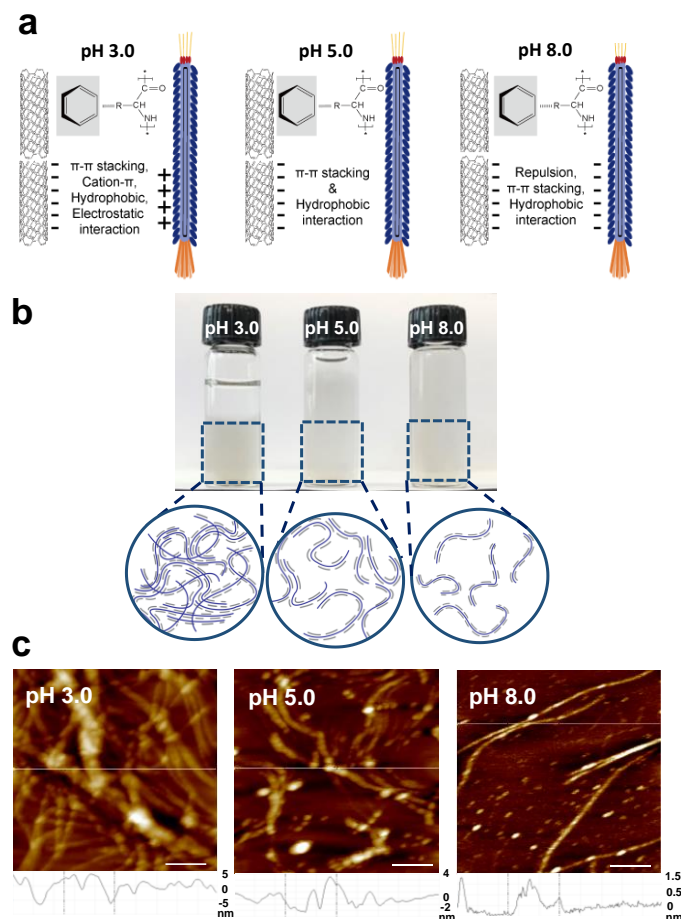 a
pH 3.0
pH 5.0
pH 8.0
C
O
R
CH
NH
π-π stacking,
Cation-π,
Hydrophobic,
Electrostatic
interaction
C
O
R
CH
NH
π-π stacking
&
Hydrophobic
interaction
C
O
R
CH
NH
Repulsion,
π-π stacking,
Hydrophobic
interaction
b
pH 3.0
pH 5.0
pH 8.0
c
pH 3.0
pH 5.0
pH 8.0
5
0
-5
nm
4
0
-2
nm
1.5
0.5
0
nm